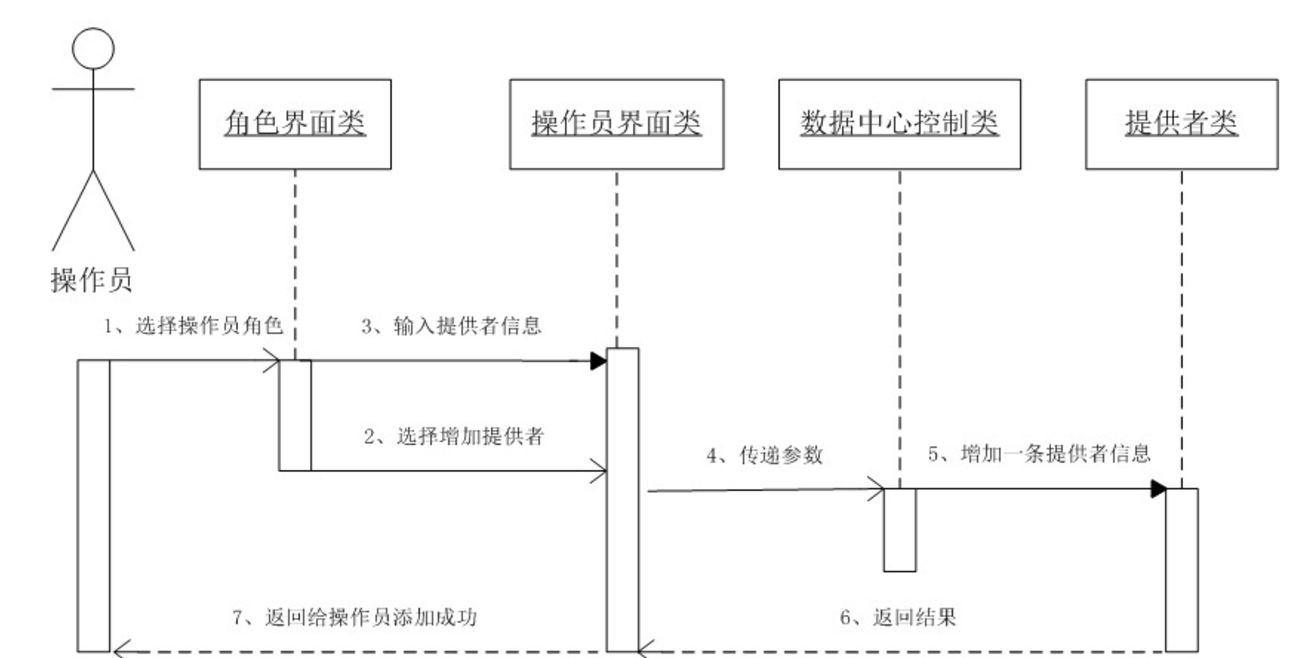 角色界面类
操作员界面类
数据中心控制类
提供者类
操作员
1、选择操作员角色
3、输入提供者信息
2、选择增加提供者
4、传递参数
5、增加一条提供者信息
7、返回给操作员添加成功
6、返回结果